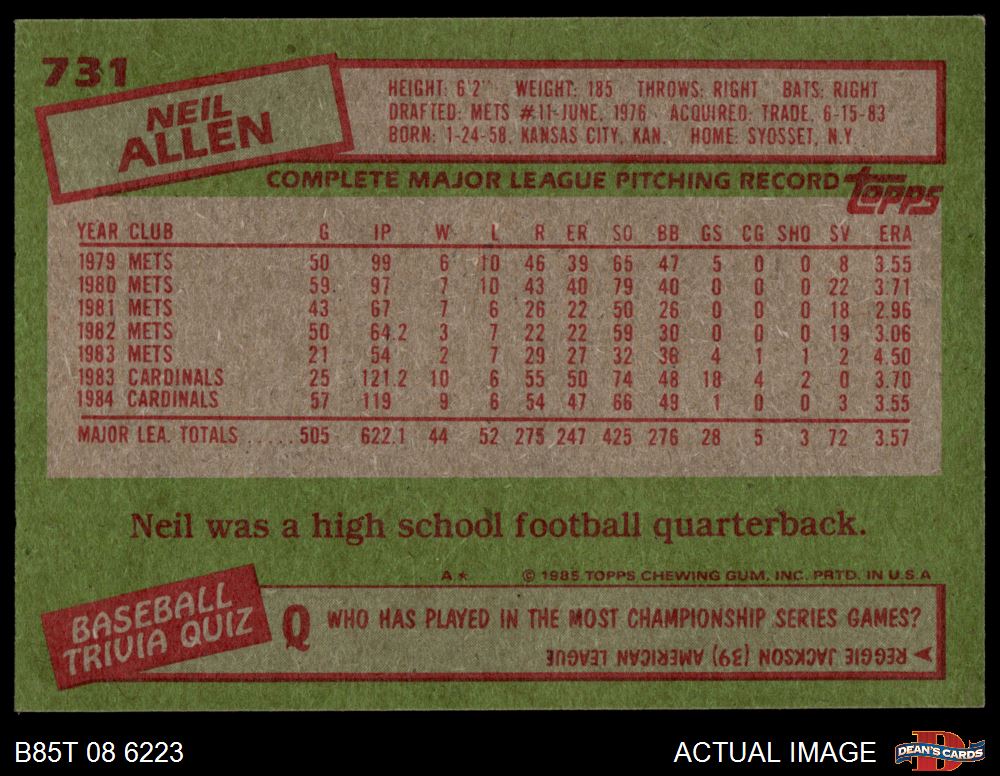 731
NEIL
ALLEN
HEIGHT: 6'2" WEIGHT: 185 THROWS: RIGHT BATS: RIGHT
DRAFTED: METS #11-JUNE, 1976 ACQUIRED: TRADE, 6-15-83
BORN: 1-24-58, KANSAS CITY, KAN. HOME: SYOSSET, N.Y.
COMPLETE MAJOR LEAGUE PITCHING RECORD topps
YEAR CLUB G IP W L R ER SO BB GS CG SHO SV ERA
1979 METS 50 99 6 10 46 39 65 47 5 0 0 8 3.55
1980 METS 59 97 7 10 43 40 79 40 0 0 0 22 3.71
1981 METS 43 67 7 6 26 22 50 26 0 0 0 18 2.96
1982 METS 50 64.2 3 7 22 22 59 30 0 0 0 19 3.06
1983 METS 21 54 2 7 29 27 32 36 4 1 1 2 4.50
1983 CARDINALS 25 121.2 10 6 55 50 74 48 18 4 2 0 3.70
1984 CARDINALS 57 119 9 6 54 47 66 49 1 0 0 3 3.55
MAJOR LEA. TOTALS ..... 505 622.1 44 52 275 247 425 276 28 5 3 72 3.57
Neil was a high school football quarterback.
A* © 1985 TOPPS CHEWING GUM, INC. PRTD. IN U.S.A
BASEBALL
TRIVIA QUIZ
Q WHO HAS PLAYED IN THE MOST CHAMPIONSHIP SERIES GAMES?
REGGIE JACKSON (39) AMERICAN LEAGUE
B85T 08 6223
ACTUAL IMAGE
DEAN'S CARDS